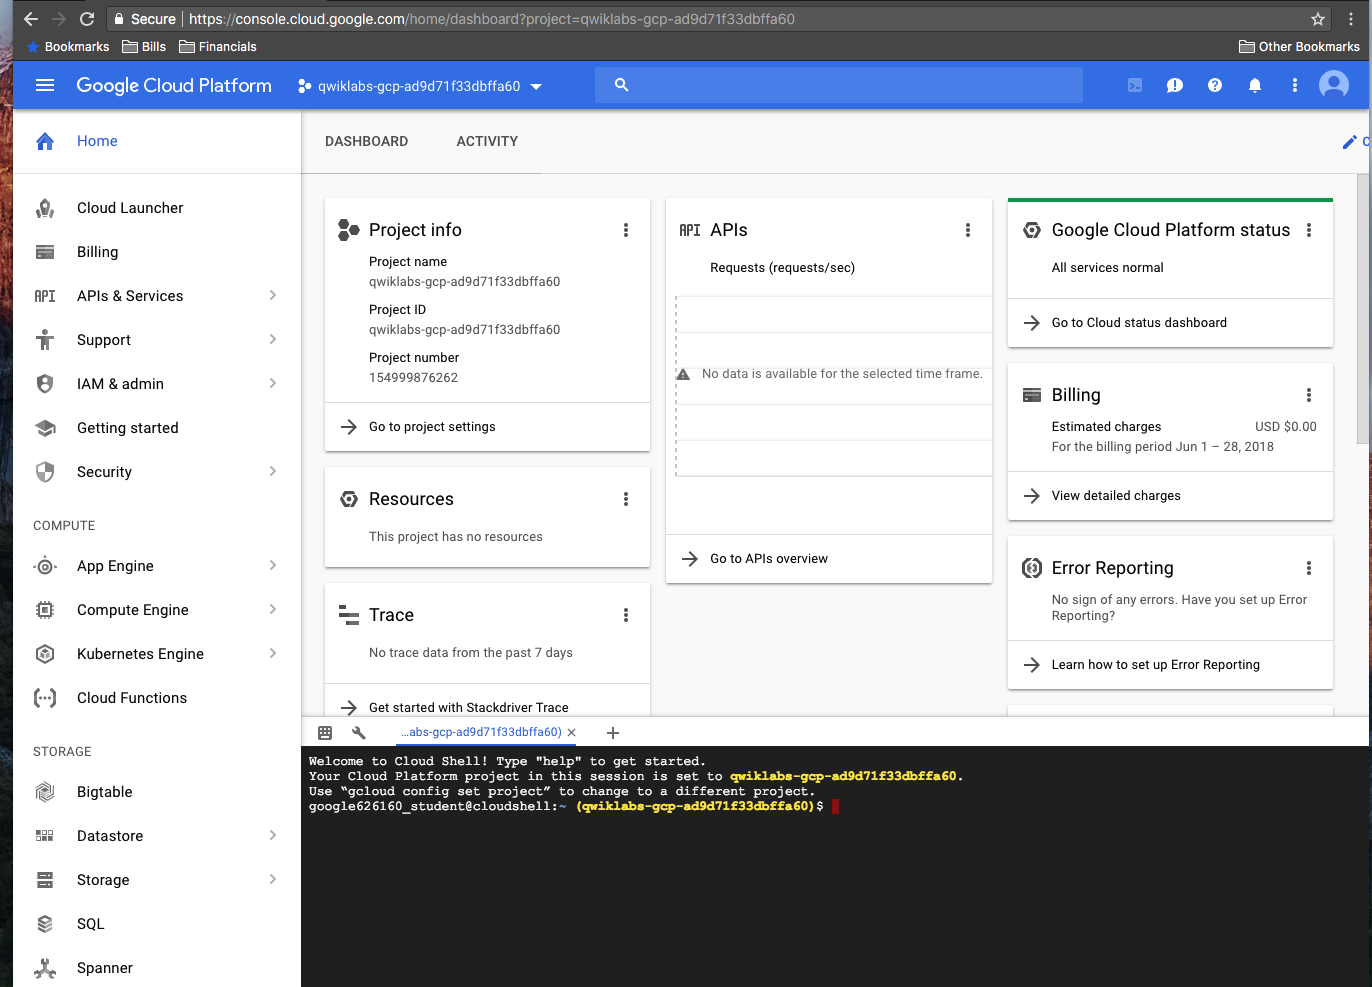 Secure | https://console.cloud.google.com/home/dashboard?project=qwiklabs-gcp-ad9d71f33dbffa60
Bookmarks Bills Financials Other Bookmarks
Google Cloud Platform qwiklabs-gcp-ad9d71f33dbffa60
Home
DASHBOARD ACTIVITY
Cloud Launcher
Billing
API APIs & Services
Support
IAM & admin
Getting started
Security
COMPUTE
App Engine
Compute Engine
Kubernetes Engine
Cloud Functions
STORAGE
Bigtable
Datastore
Storage
SQL
Spanner
Project info
Project name
qwiklabs-gcp-ad9d71f33dbffa60
Project ID
qwiklabs-gcp-ad9d71f33dbffa60
Project number
154999876262
Go to project settings
Resources
This project has no resources
Trace
No trace data from the past 7 days
Get started with Stackdriver Trace
API APIs
Requests (requests/sec)
No data is available for the selected time frame.
Go to APIs overview
Google Cloud Platform status
All services normal
Go to Cloud status dashboard
Billing
Estimated charges USD $0.00
For the billing period Jun 1 – 28, 2018
View detailed charges
Error Reporting
No sign of any errors. Have you set up Error
Reporting?
Learn how to set up Error Reporting
...abs-gcp-ad9d71f33dbffa60)
Welcome to Cloud Shell! Type "help" to get started.
Your Cloud Platform project in this session is set to qwiklabs-gcp-ad9d71f33dbffa60.
Use “gcloud config set project” to change to a different project.
google626160_student@cloudshell:~ (qwiklabs-gcp-ad9d71f33dbffa60)$